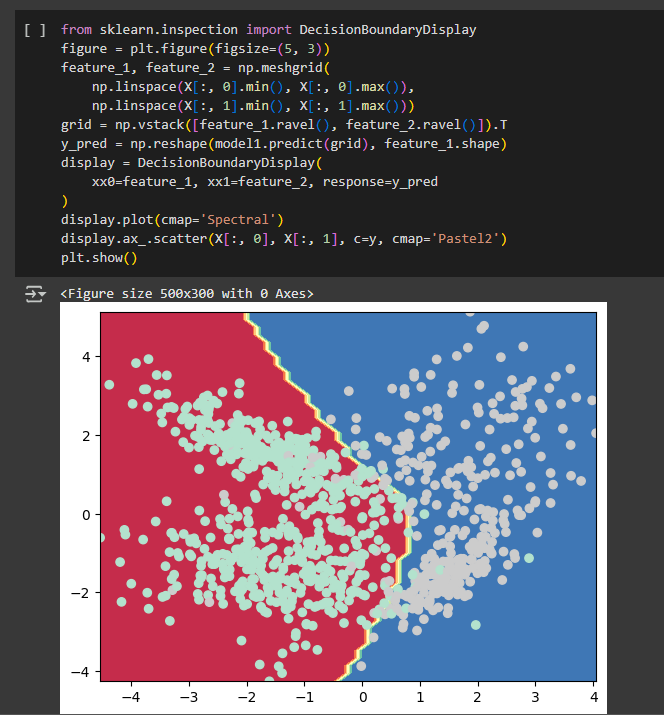 [ ] from sklearn.inspection import DecisionBoundaryDisplay
figure = plt.figure(figsize=(5, 3))
feature_1, feature_2 = np.meshgrid(
    np.linspace(X[:, 0].min(), X[:, 0].max()),
    np.linspace(X[:, 1].min(), X[:, 1].max()))
grid = np.vstack([feature_1.ravel(), feature_2.ravel()]).T
y_pred = np.reshape(model1.predict(grid), feature_1.shape)
display = DecisionBoundaryDisplay(
    xx0=feature_1, xx1=feature_2, response=y_pred
)
display.plot(cmap='Spectral')
display.ax_.scatter(X[:, 0], X[:, 1], c=y, cmap='Pastel2')
plt.show()
<Figure size 500x300 with 0 Axes>
4
2
0
−2
−4
−4 −3 −2 −1 0 1 2 3 4